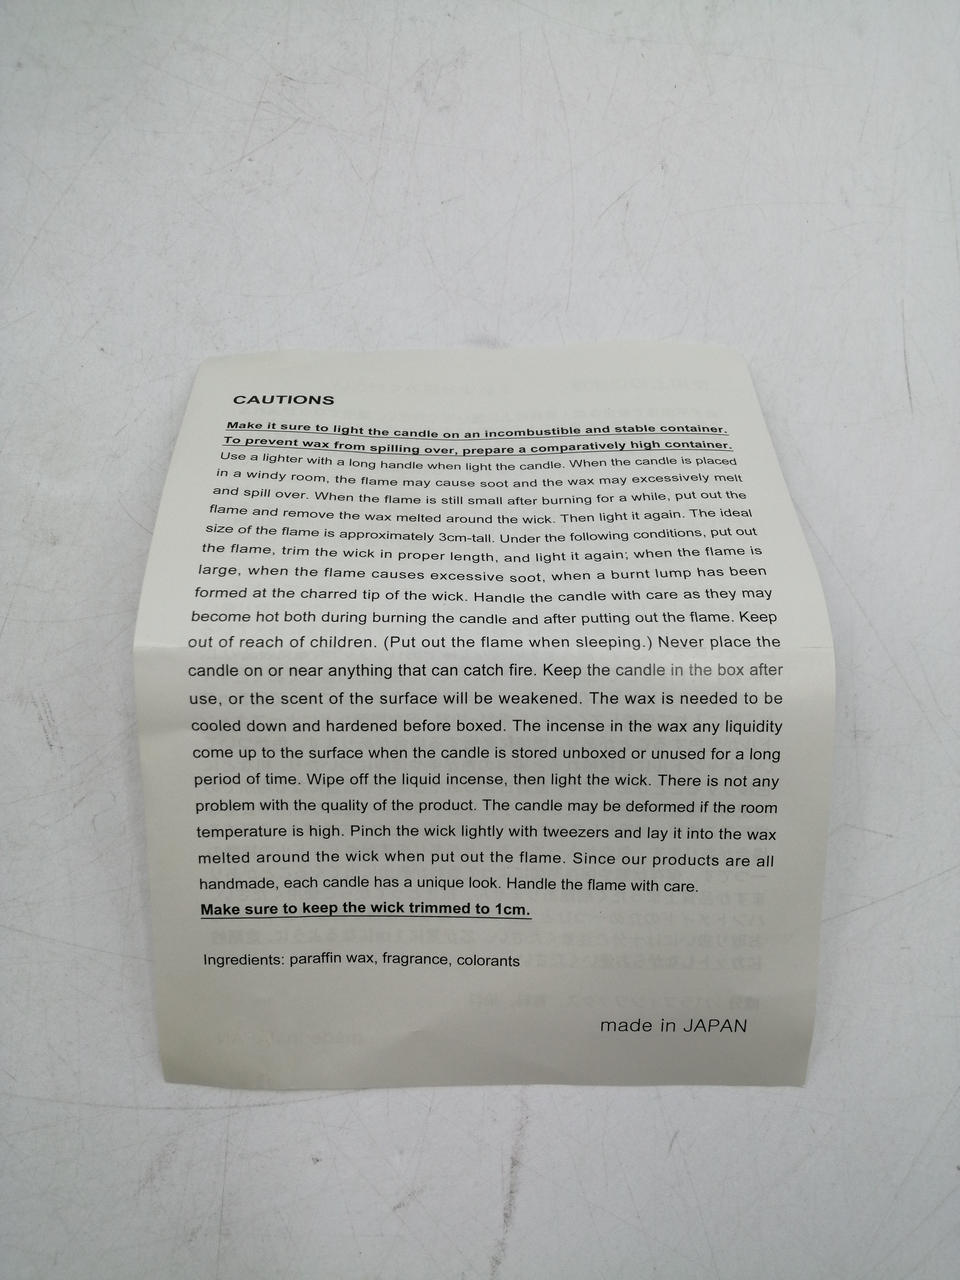 CAUTIONS
Make it sure to light the candle on an incombustible and stable container.
To prevent wax from spilling over, prepare a comparatively high container.
Use a lighter with a long handle when light the candle. When the candle is placed
in a windy room, the flame may cause soot and the wax may excessively melt
and spill over. When the flame is still small after burning for a while, put out the
flame and remove the wax melted around the wick. Then light it again. The ideal
size of the flame is approximately 3cm-tall. Under the following conditions, put out
the flame, trim the wick in proper length, and light it again; when the flame is
large, when the flame causes excessive soot, when a burnt lump has been
formed at the charred tip of the wick. Handle the candle with care as they may
become hot both during burning the candle and after putting out the flame. Keep
out of reach of children. (Put out the flame when sleeping.) Never place the
candle on or near anything that can catch fire. Keep the candle in the box after
use, or the scent of the surface will be weakened. The wax is needed to be
cooled down and hardened before boxed. The incense in the wax any liquidity
come up to the surface when the candle is stored unboxed or unused for a long
period of time. Wipe off the liquid incense, then light the wick. There is not any
problem with the quality of the product. The candle may be deformed if the room
temperature is high. Pinch the wick lightly with tweezers and lay it into the wax
melted around the wick when put out the flame. Since our products are all
handmade, each candle has a unique look. Handle the flame with care.
Make sure to keep the wick trimmed to 1cm.
Ingredients: paraffin wax, fragrance, colorants
made in JAPAN